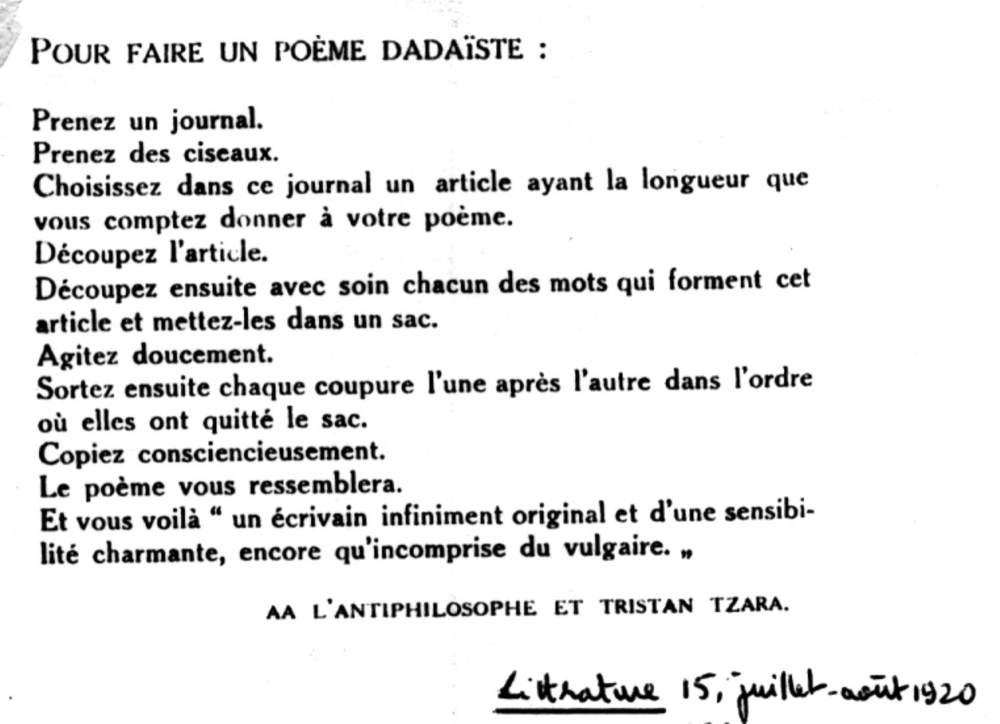 POUR FAIRE UN POÈME DADAÏSTE :
Prenez un journal.
Prenez des ciseaux.
Choisissez dans ce journal un article ayant la longueur que
vous comptez donner à votre poème.
Découpez l'article.
Découpez ensuite avec soin chacun des mots qui forment cet
article et mettez-les dans un sac.
Agitez doucement.
Sortez ensuite chaque coupure l'une après l'autre dans l'ordre
où elles ont quitté le sac.
Copiez consciencieusement.
Le poème vous ressemblera.
Et vous voilà “ un écrivain infiniment original et d'une sensibi-
lité charmante, encore qu'incomprise du vulgaire. „
AA L'ANTIPHILOSOPHE ET TRISTAN TZARA.
Littérature 15, juillet-août 1920